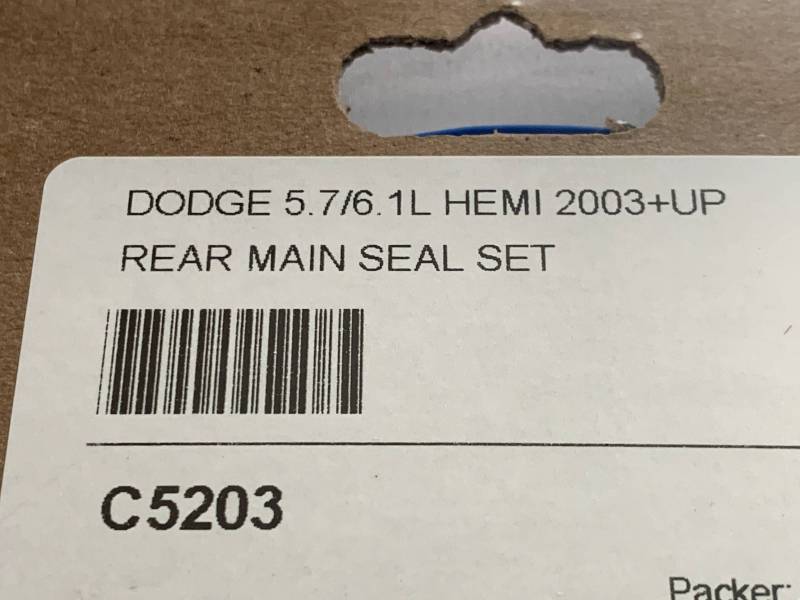 DODGE 5.7/6.1L HEMI 2003+UP
REAR MAIN SEAL SET
C5203
Packer: